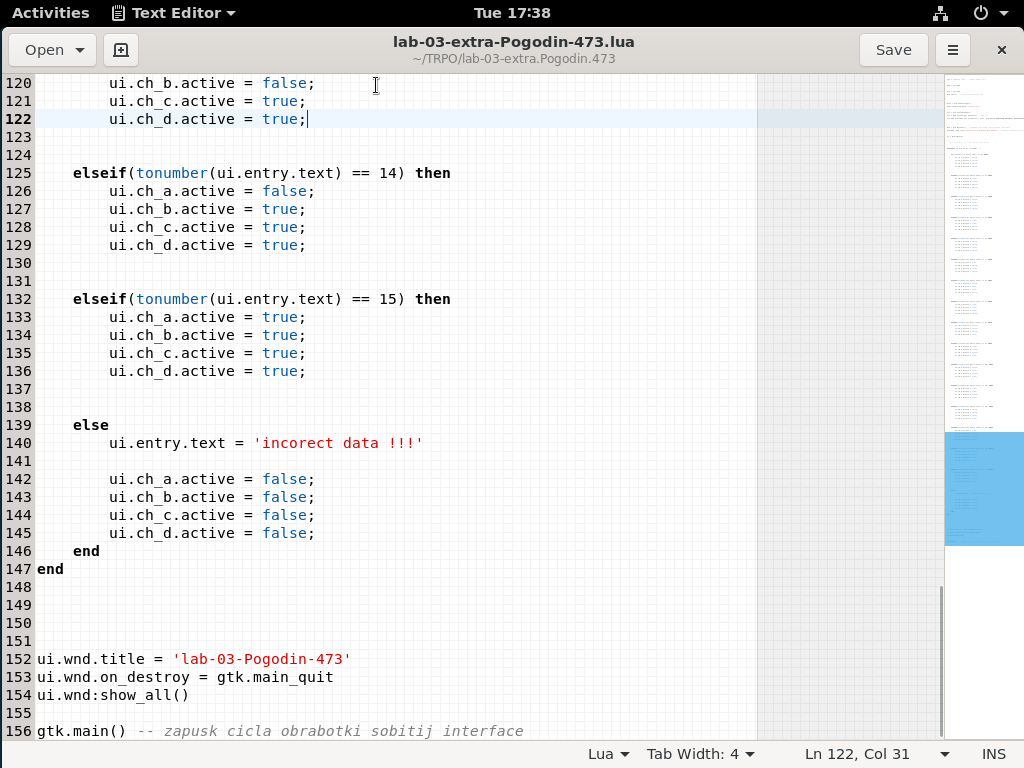 Activities Text Editor Tue 17:38
Open lab-03-extra-Pogodin-473.lua Save
~/TRPO/lab-03-extra.Pogodin.473
120 ui.ch_b.active = false;
121 ui.ch_c.active = true;
122 ui.ch_d.active = true;
123
124
125 elseif(tonumber(ui.entry.text) == 14) then
126 ui.ch_a.active = false;
127 ui.ch_b.active = true;
128 ui.ch_c.active = true;
129 ui.ch_d.active = true;
130
131
132 elseif(tonumber(ui.entry.text) == 15) then
133 ui.ch_a.active = true;
134 ui.ch_b.active = true;
135 ui.ch_c.active = true;
136 ui.ch_d.active = true;
137
138
139 else
140 ui.entry.text = 'incorect data !!!'
141
142 ui.ch_a.active = false;
143 ui.ch_b.active = false;
144 ui.ch_c.active = false;
145 ui.ch_d.active = false;
146 end
147 end
148
149
150
151
152 ui.wnd.title = 'lab-03-Pogodin-473'
153 ui.wnd.on_destroy = gtk.main_quit
154 ui.wnd:show_all()
155
156 gtk.main() -- zapusk cicla obrabotki sobitij interface
Lua Tab Width: 4 Ln 122, Col 31 INS